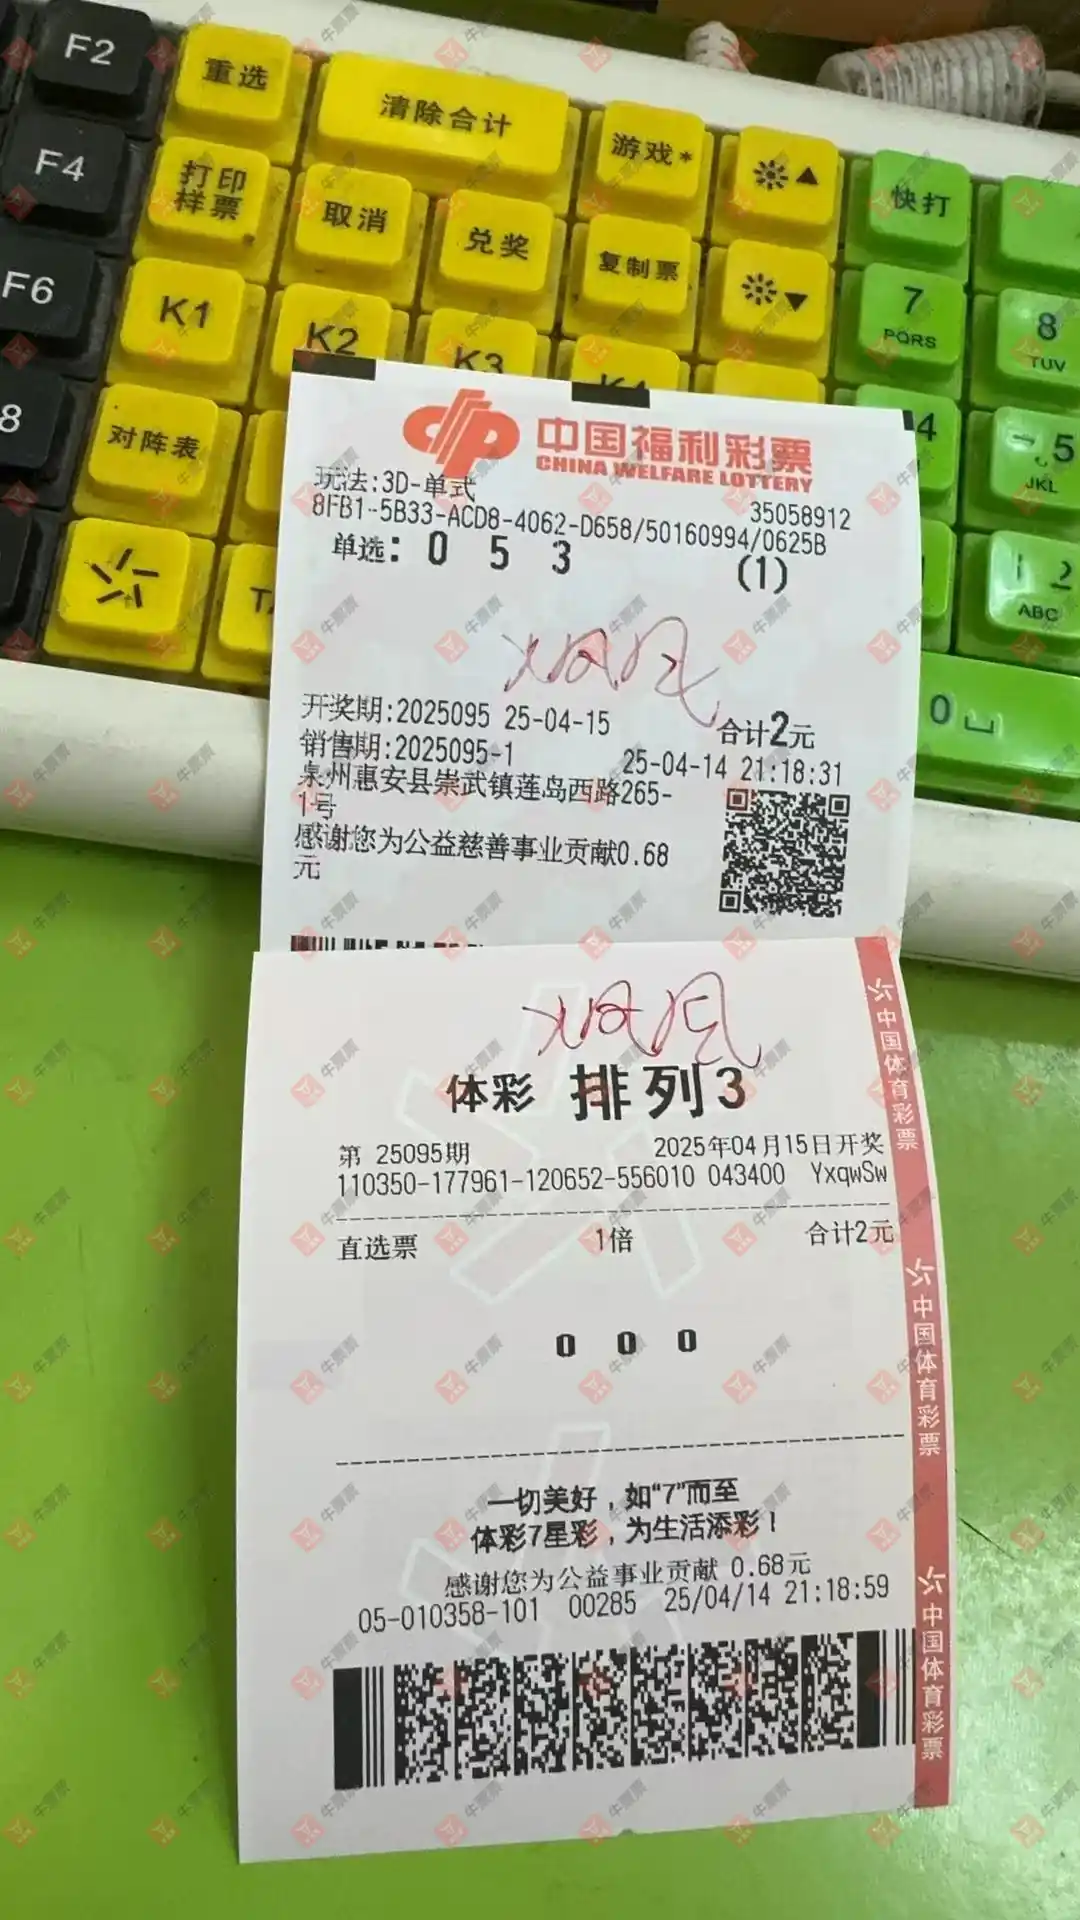 F2
重选
清除合计
游戏*
F4
打印
样票
取消
兑奖
复制票
快打
F6
K1
K2
K3
K4
7
PQRS
8
TUV
8
对阵表
4
5
JKL
2
ABC
0
中国福利彩票
CHINA WELFARE LOTTERY
玩法:3D-单式
35058912
8FB1-5B33-ACD8-4062-D658/50160994/0625B
单选: 0 5 3 (1)
开奖期:2025095 25-04-15
合计2元
销售期:2025095-1
25-04-14 21:18:31
泉州惠安县崇武镇莲岛西路265-
1号
感谢您为公益慈善事业贡献0.68
元
体彩 排列3
第 25095期
2025年04月15日开奖
110350-177961-120652-556010 043400 YxqwSw
直选票 1倍 合计2元
0 0 0
一切美好，如“7”而至
体彩7星彩，为生活添彩！
感谢您为公益事业贡献 0.68元
05-010358-101 00285 25/04/14 21:18:59
中国体育彩票
中国体育彩票
中国体育彩票
牛票票